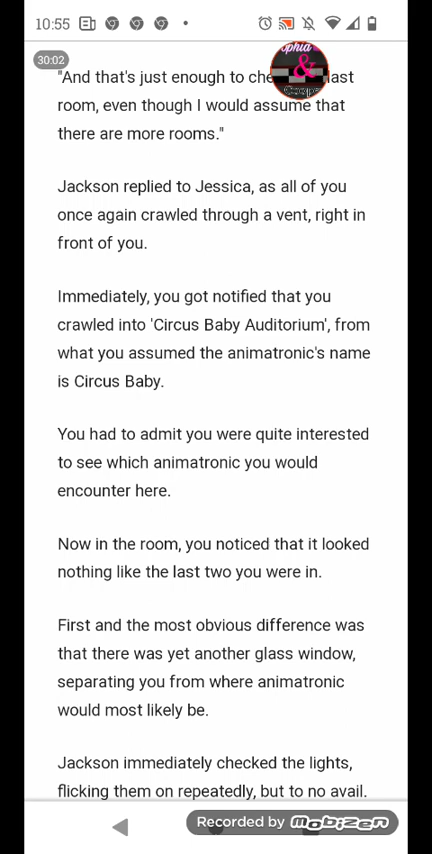 10:55
30:02
"And that's just enough to che last
room, even though I would assume that
there are more rooms."
Jackson replied to Jessica, as all of you
once again crawled through a vent, right in
front of you.
Immediately, you got notified that you
crawled into 'Circus Baby Auditorium', from
what you assumed the animatronic's name
is Circus Baby.
You had to admit you were quite interested
to see which animatronic you would
encounter here.
Now in the room, you noticed that it looked
nothing like the last two you were in.
First and the most obvious difference was
that there was yet another glass window,
separating you from where animatronic
would most likely be.
Jackson immediately checked the lights,
flicking them on repeatedly, but to no avail.
Recorded by mobizen